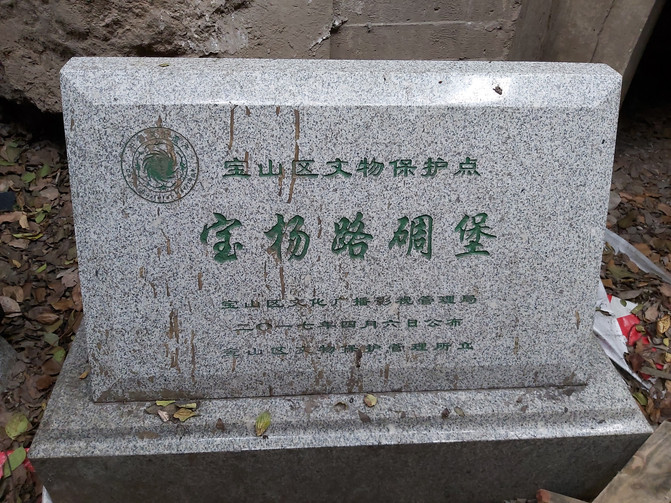 宝山区文物保护点
宝杨路碉堡
宝山区文化广播影视管理局
二〇一七年四月六日公布
宝山区文物保护管理所立